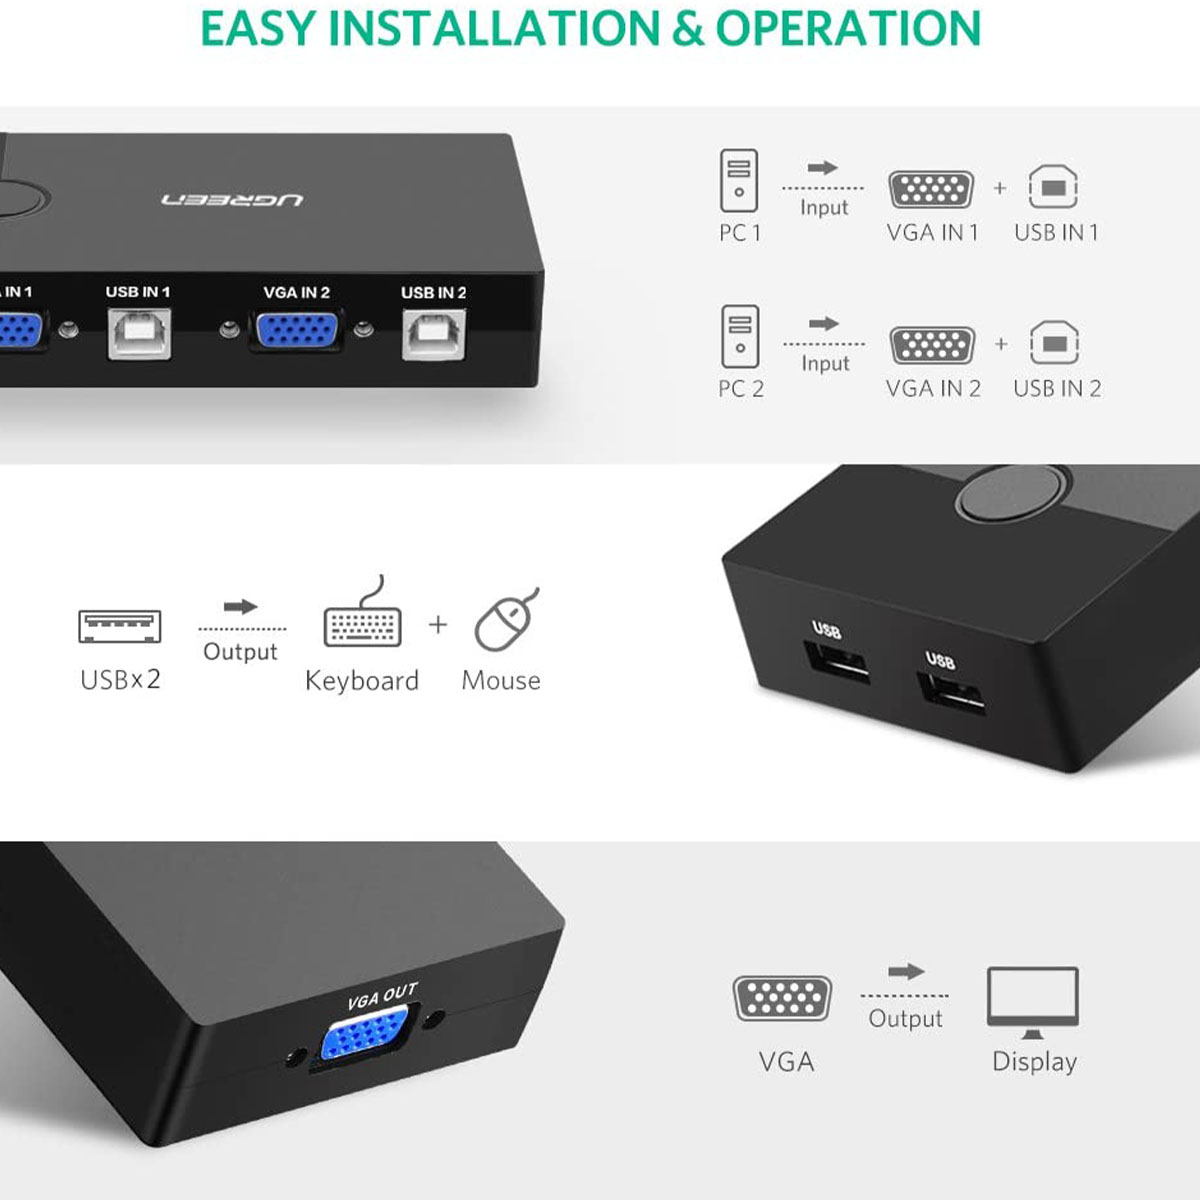 EASY INSTALLATION & OPERATION
UGREEN
IN 1
USB IN 1
VGA IN 2
USB IN 2
Input
PC 1
VGA IN 1
+
USB IN 1
Input
PC 2
VGA IN 2
+
USB IN 2
Output
USBx2
Keyboard
+
Mouse
USB
USB
VGA OUT
Output
VGA
Display